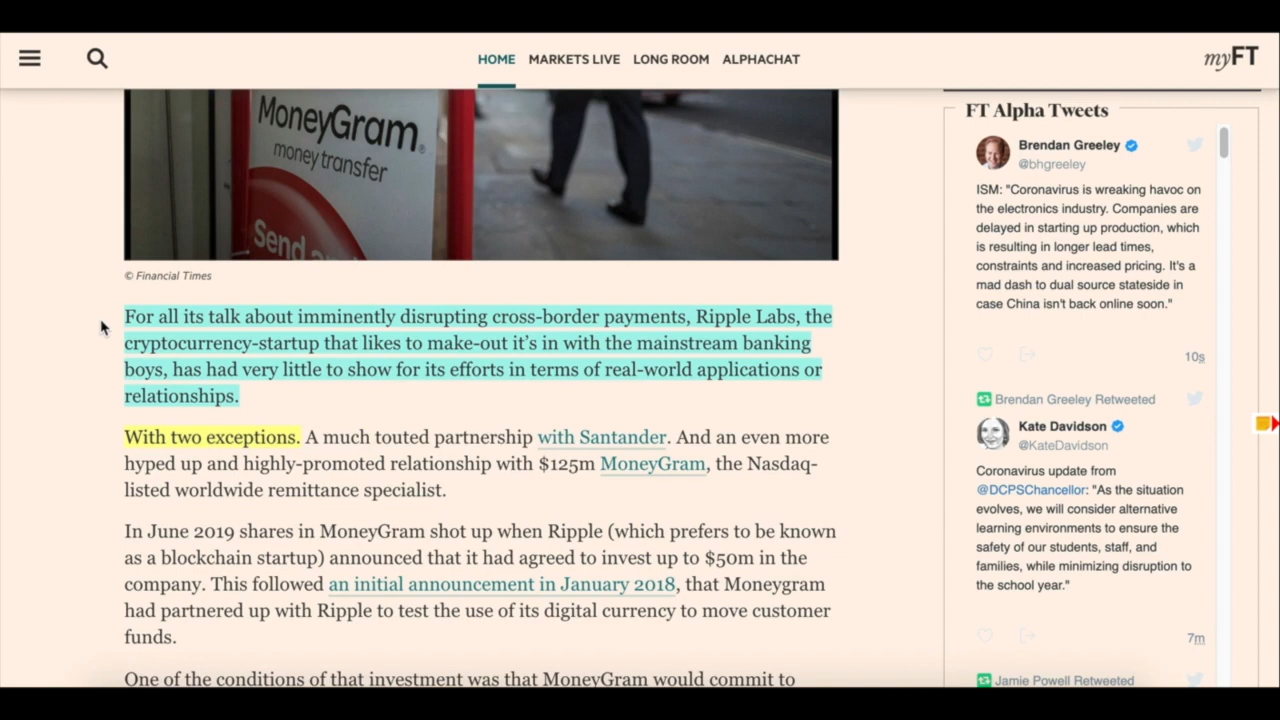 HOME MARKETS LIVE LONG ROOM ALPHACHAT
myFT
MoneyGram®
money transfer
Send
© Financial Times
For all its talk about imminently disrupting cross-border payments, Ripple Labs, the
cryptocurrency-startup that likes to make-out it's in with the mainstream banking
boys, has had very little to show for its efforts in terms of real-world applications or
relationships.
With two exceptions. A much touted partnership with Santander. And an even more
hyped up and highly-promoted relationship with $125m MoneyGram, the Nasdaq-
listed worldwide remittance specialist.
In June 2019 shares in MoneyGram shot up when Ripple (which prefers to be known
as a blockchain startup) announced that it had agreed to invest up to $50m in the
company. This followed an initial announcement in January 2018, that Moneygram
had partnered up with Ripple to test the use of its digital currency to move customer
funds.
One of the conditions of that investment was that MoneyGram would commit to
FT Alpha Tweets
Brendan Greeley
@bhgreeley
ISM: "Coronavirus is wreaking havoc on
the electronics industry. Companies are
delayed in starting up production, which
is resulting in longer lead times,
constraints and increased pricing. It's a
mad dash to dual source stateside in
case China isn't back online soon."
10s
Brendan Greeley Retweeted
Kate Davidson
@KateDavidson
Coronavirus update from
@DCPSChancellor: "As the situation
evolves, we will consider alternative
learning environments to ensure the
safety of our students, staff, and
families, while minimizing disruption to
the school year."
7m
Jamie Powell Retweeted